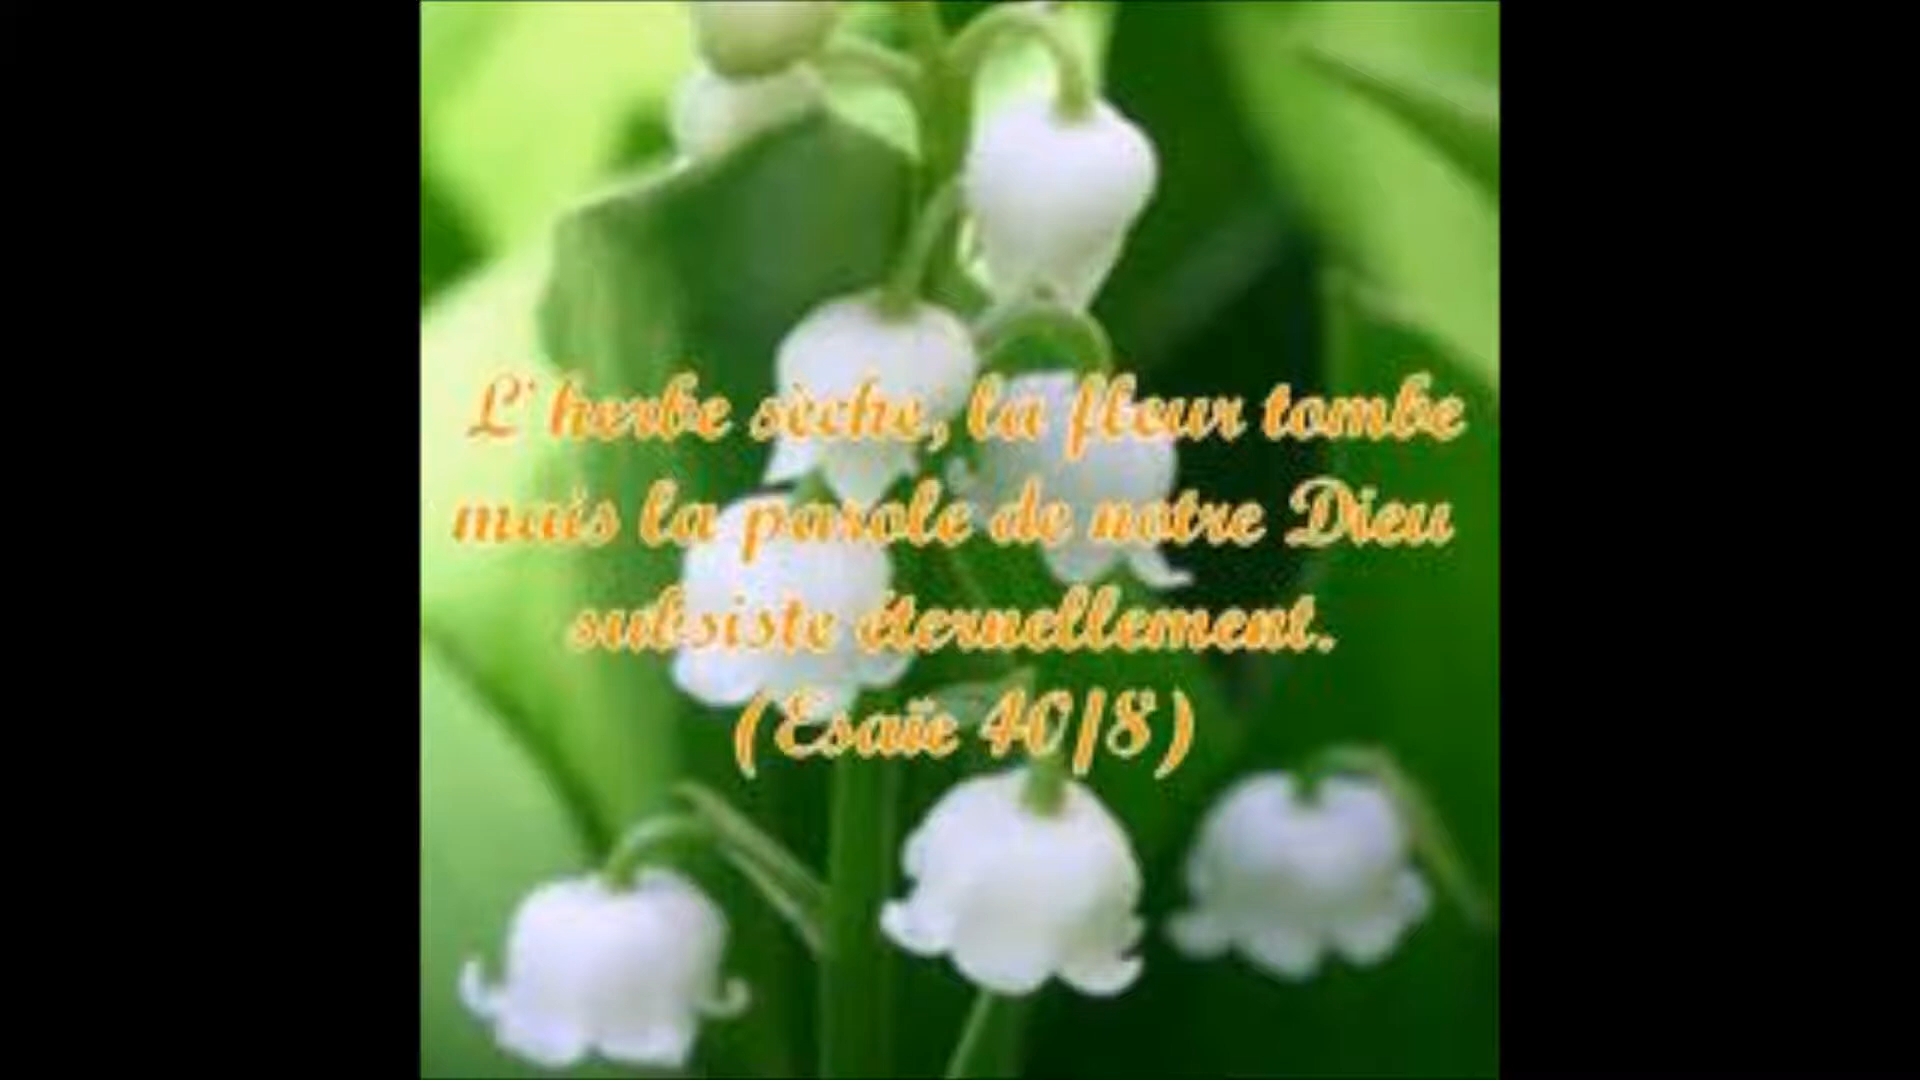 L'herbe sèche, la fleur tombe
mais la parole de notre Dieu
subsiste éternellement.
(Esaïe 40/8)